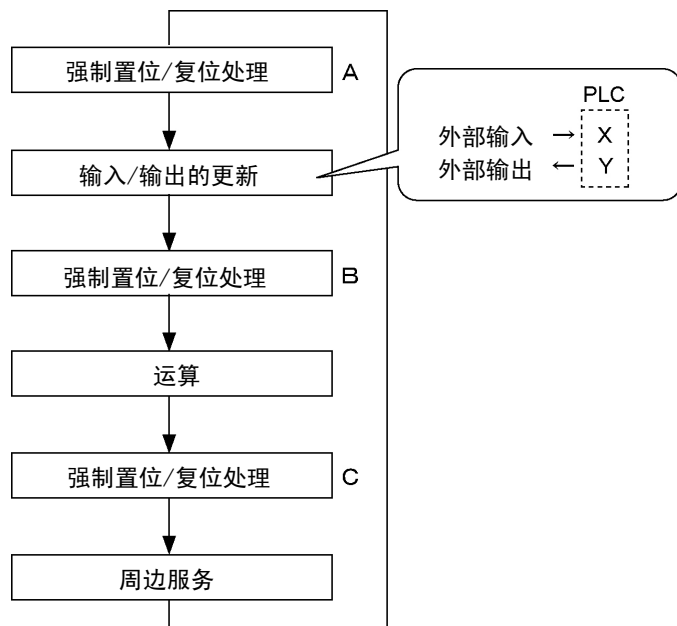 强制置位/复位处理 A
PLC
外部输入 → X
外部输出 ← Y
输入/输出的更新
强制置位/复位处理 B
运算
强制置位/复位处理 C
周边服务